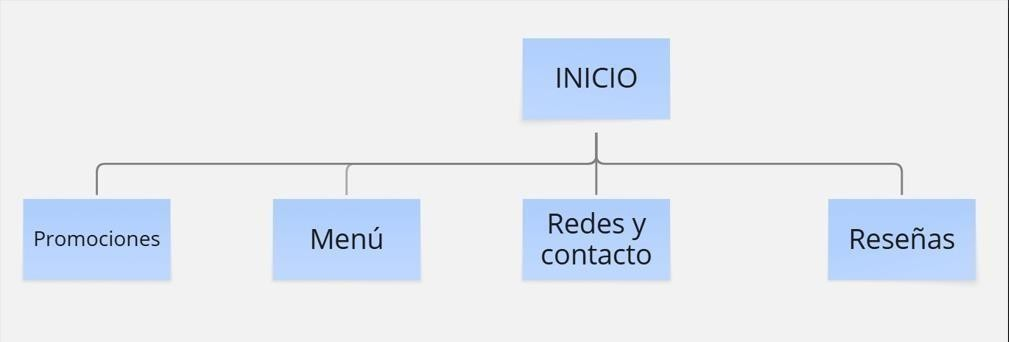 INICIO
Promociones
Menú
Redes y
contacto
Reseñas